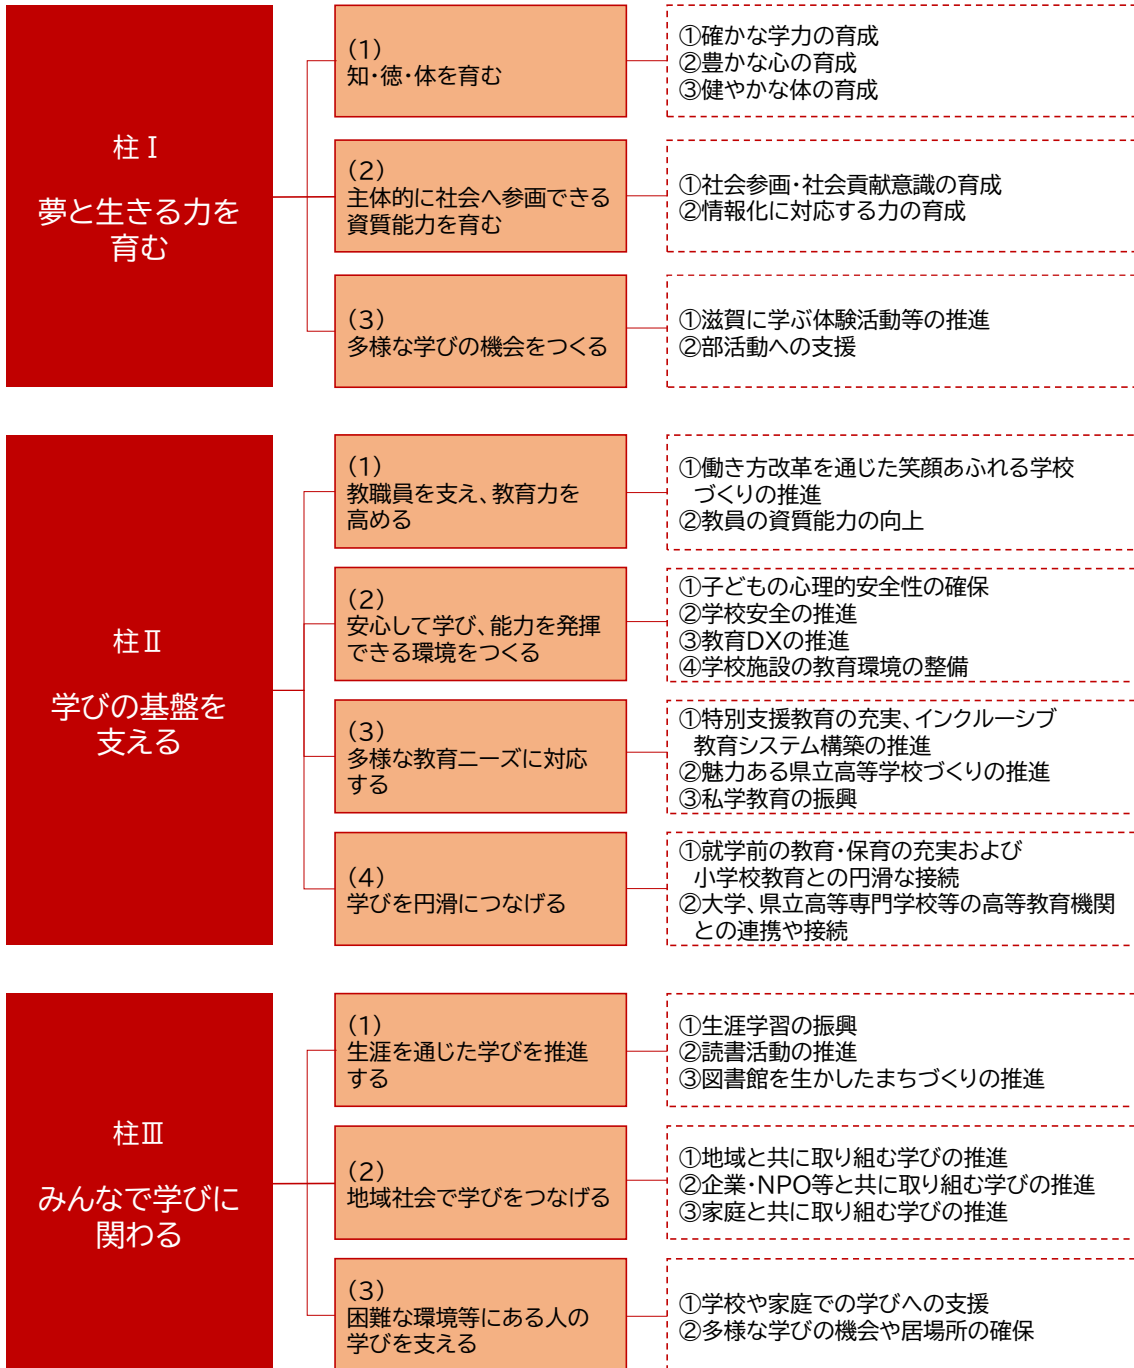 柱Ⅰ
夢と生きる力を
育む
(1)
知・徳・体を育む
①確かな学力の育成
②豊かな心の育成
③健やかな体の育成
(2)
主体的に社会へ参画できる
資質能力を育む
①社会参画・社会貢献意識の育成
②情報化に対応する力の育成
(3)
多様な学びの機会をつくる
①滋賀に学ぶ体験活動等の推進
②部活動への支援
柱Ⅱ
学びの基盤を
支える
(1)
教職員を支え、教育力を
高める
①働き方改革を通じた笑顔あふれる学校
づくりの推進
②教員の資質能力の向上
(2)
安心して学び、能力を発揮
できる環境をつくる
①子どもの心理的安全性の確保
②学校安全の推進
③教育DXの推進
④学校施設の教育環境の整備
(3)
多様な教育ニーズに対応
する
①特別支援教育の充実、インクルーシブ
教育システム構築の推進
②魅力ある県立高等学校づくりの推進
③私学教育の振興
(4)
学びを円滑につなげる
①就学前の教育・保育の充実および
小学校教育との円滑な接続
②大学、県立高等専門学校等の高等教育機関
との連携や接続
柱Ⅲ
みんなで学びに
関わる
(1)
生涯を通じた学びを推進
する
①生涯学習の振興
②読書活動の推進
③図書館を生かしたまちづくりの推進
(2)
地域社会で学びをつなげる
①地域と共に取り組む学びの推進
②企業・NPO等と共に取り組む学びの推進
③家庭と共に取り組む学びの推進
(3)
困難な環境等にある人の
学びを支える
①学校や家庭での学びへの支援
②多様な学びの機会や居場所の確保